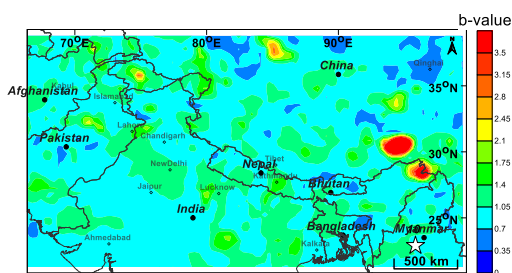 b-value
70°E
80°E
90°E
N
3.5
3.15
2.8
2.45
2.1
1.75
1.4
1.05
0.7
0.35
0
China
Qinghai
35°N
Kabul
Afghanistan
Islamabad
Lahore
Chandigarh
Pakistan
30°N
NewDelhi
Nepal
Tibet
Kathmandu
Jaipur
Lucknow
Bhutan
India
25°N
Bangladesh
Myanmar
Ahmedabad
Kalkata
500 km